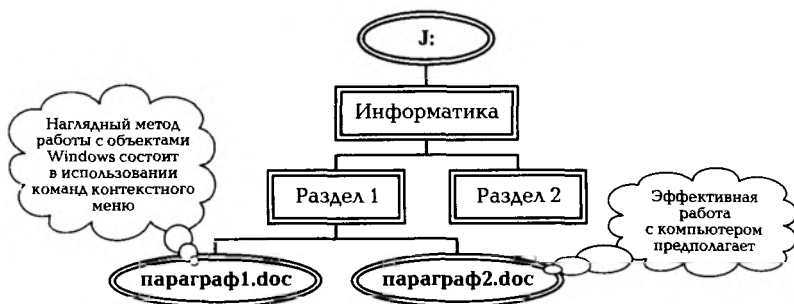 J:
Информатика
Наглядный метод
работы с объектами
Windows состоит
в использовании
команд контекстного
меню
Раздел 1
Раздел 2
Эффективная
работа
с компьютером
предполагает
параграф1.doc
параграф2.doc